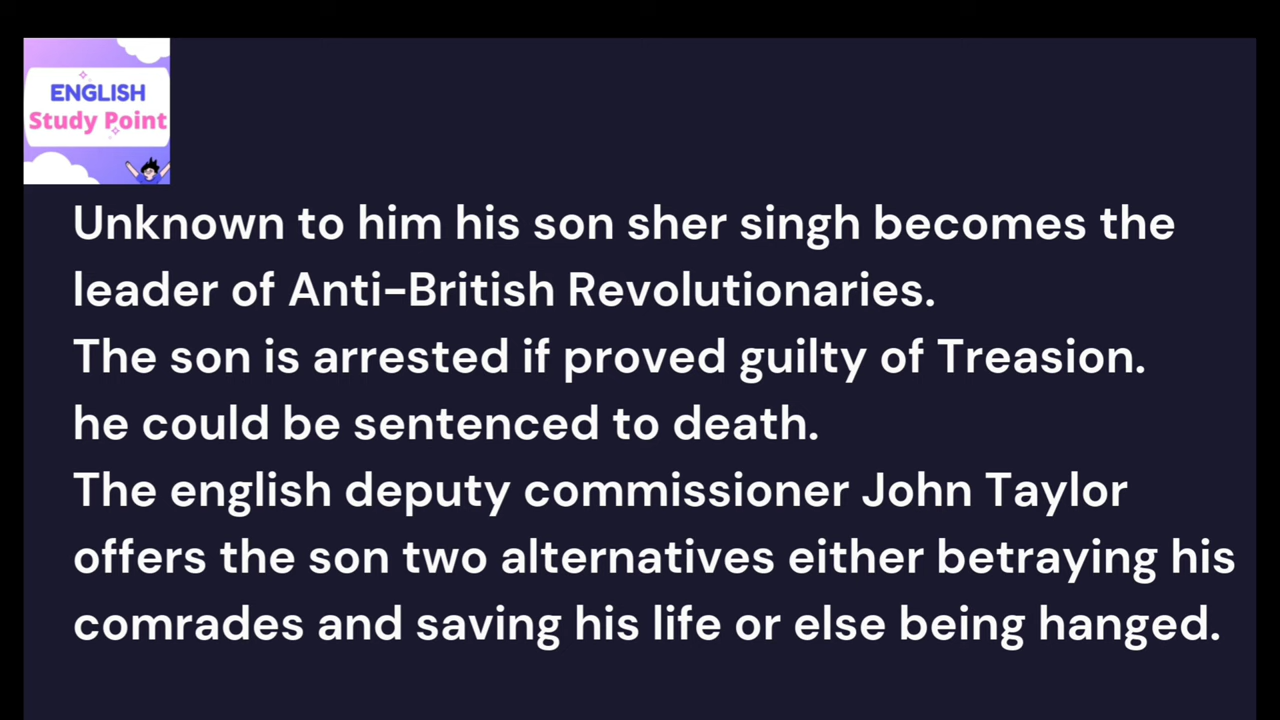 ENGLISH
Study Point
Unknown to him his son sher singh becomes the
leader of Anti-British Revolutionaries.
The son is arrested if proved guilty of Treasion.
he could be sentenced to death.
The english deputy commissioner John Taylor
offers the son two alternatives either betraying his
comrades and saving his life or else being hanged.